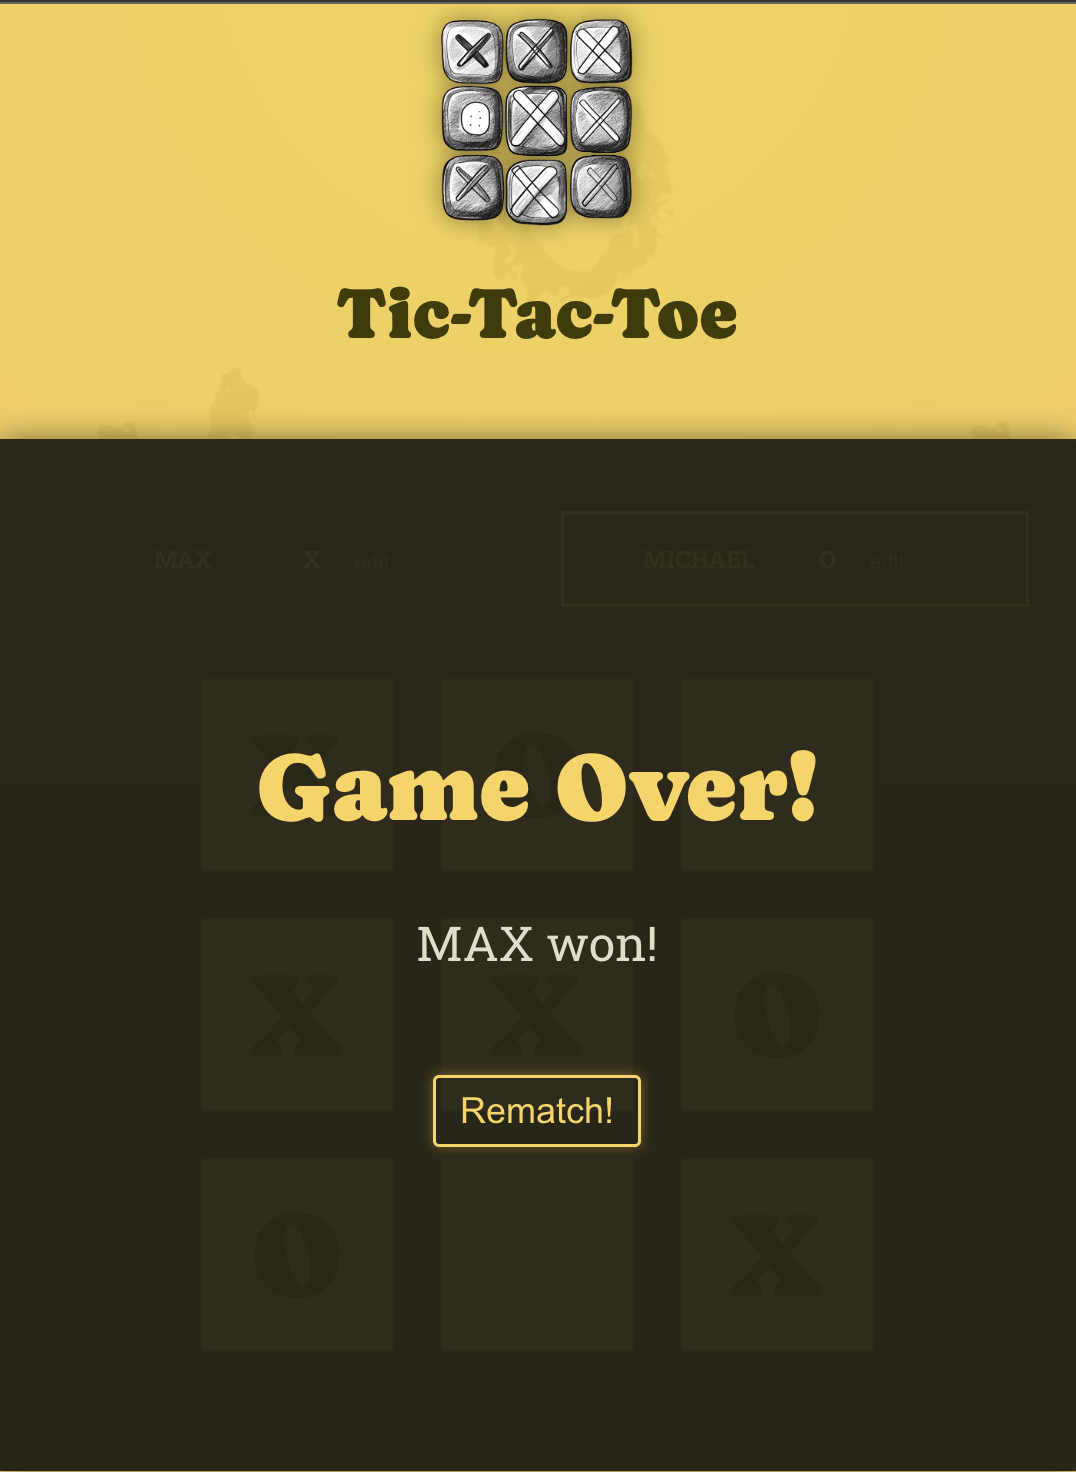 Tic-Tac-Toe
MAX X edit MICHAEL O edit
X O
Game Over!
MAX won!
X X O
Rematch!
O X